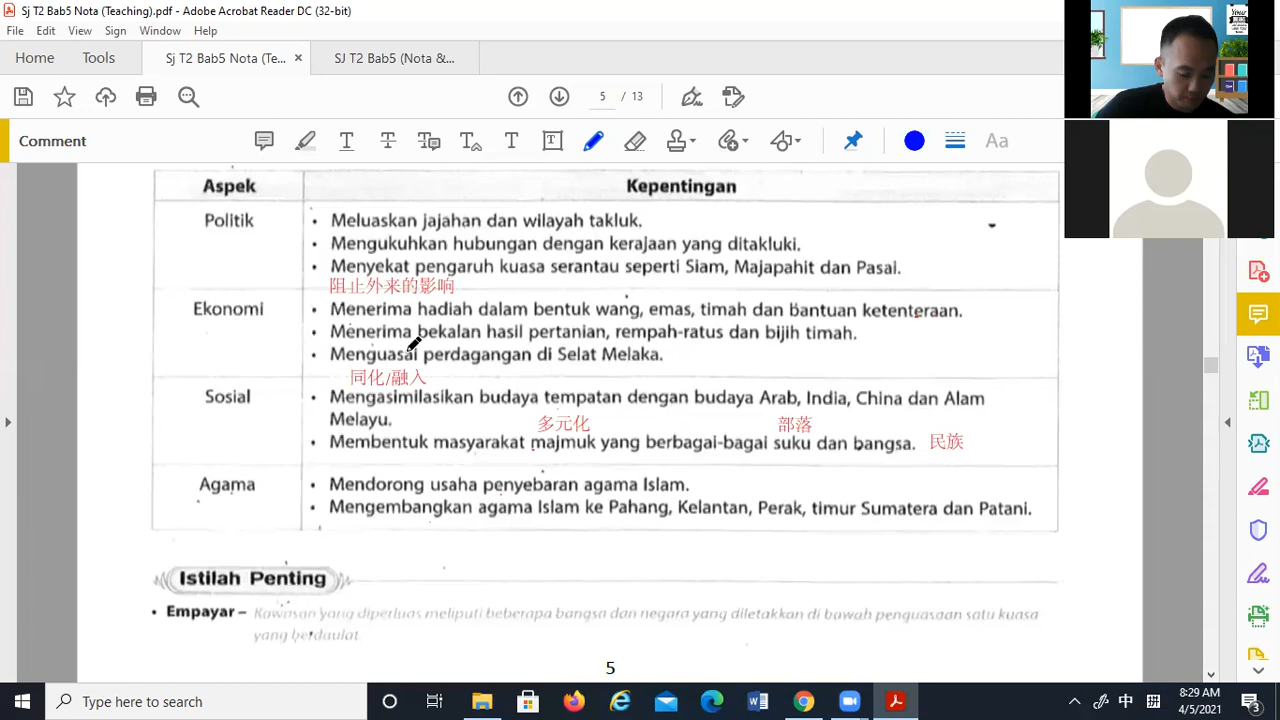 Sj T2 Bab5 Nota (Teaching).pdf - Adobe Acrobat Reader DC (32-bit)
File Edit View Sign Window Help
Home Tools Sj T2 Bab5 Nota (Te... × SJ T2 Bab5 (Nota &...
5 / 13
Comment
Aa
Aspek Kepentingan
Politik
• Meluaskan jajahan dan wilayah takluk.
• Mengukuhkan hubungan dengan kerajaan yang ditakluki.
• Menyekat pengaruh kuasa serantau seperti Siam, Majapahit dan Pasai.
阻止外来的影响
Ekonomi
• Menerima hadiah dalam bentuk wang, emas, timah dan bantuan ketenteraan.
• Menerima bekalan hasil pertanian, rempah-ratus dan bijih timah.
• Menguasai perdagangan di Selat Melaka.
同化/融入
Sosial
• Mengasimilasikan budaya tempatan dengan budaya Arab, India, China dan Alam
Melayu.
多元化 部落
• Membentuk masyarakat majmuk yang berbagai-bagai suku dan bangsa. 民族
Agama
• Mendorong usaha penyebaran agama Islam.
• Mengembangkan agama Islam ke Pahang, Kelantan, Perak, timur Sumatera dan Patani.
Istilah Penting
• Empayar – Kawasan yang diperluas meliputi beberapa bangsa dan negara yang diletakkan di bawah penguasaan satu kuasa
yang berdaulat.
5
Type here to search
中
拼
8:29 AM
4/5/2021
3